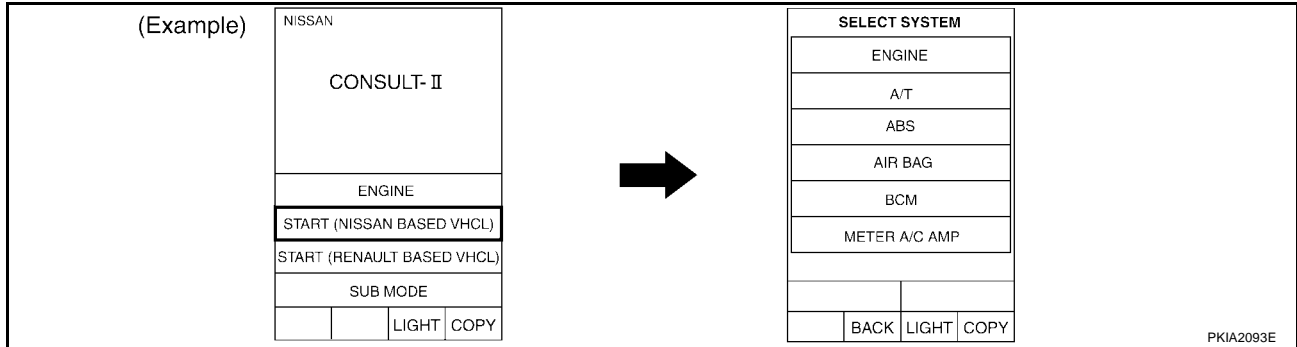 (Example)
NISSAN
CONSULT-II
ENGINE
START (NISSAN BASED VHCL)
START (RENAULT BASED VHCL)
SUB MODE
LIGHT COPY
SELECT SYSTEM
ENGINE
A/T
ABS
AIR BAG
BCM
METER A/C AMP
BACK LIGHT COPY
PKIA2093E